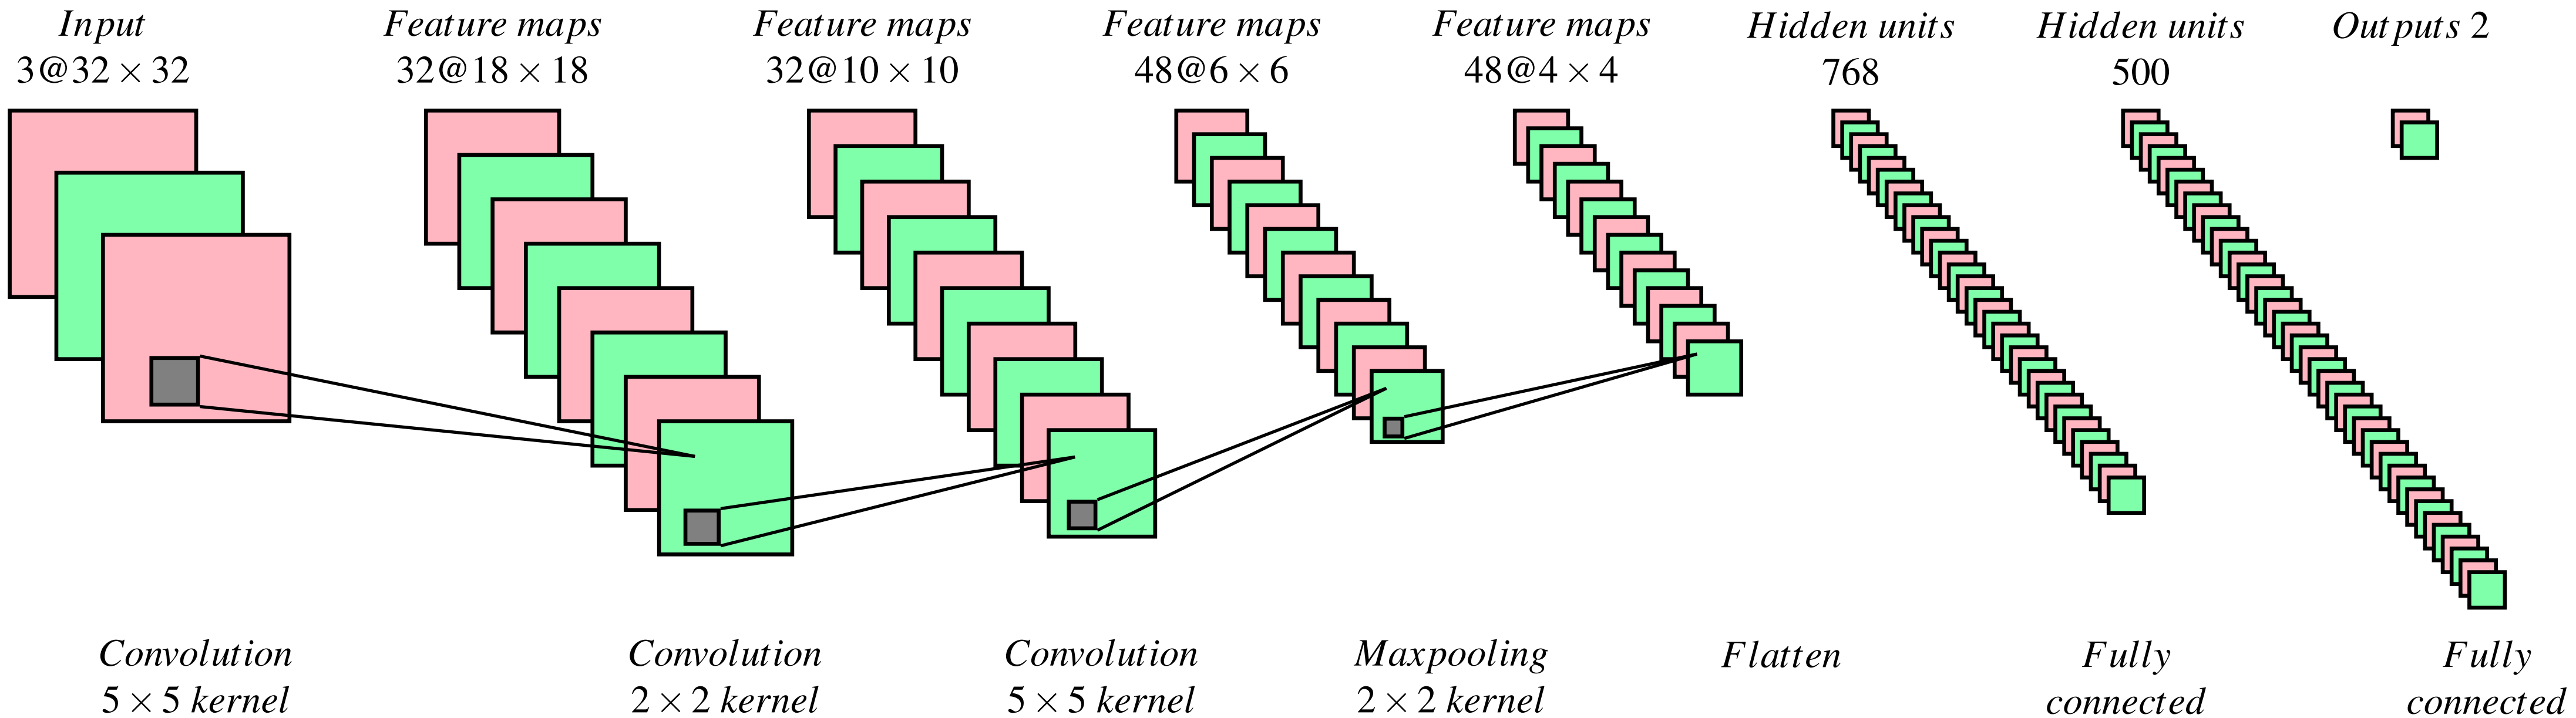 Input
3@32 × 32
Feature maps
32@18 × 18
Feature maps
32@10 × 10
Feature maps
48@6 × 6
Feature maps
48@4 × 4
Hidden units
768
Hidden units
500
Outputs 2
Convolution
5 × 5 kernel
Convolution
2 × 2 kernel
Convolution
5 × 5 kernel
Maxpooling
2 × 2 kernel
Flatten
Fully
connected
Fully
connected